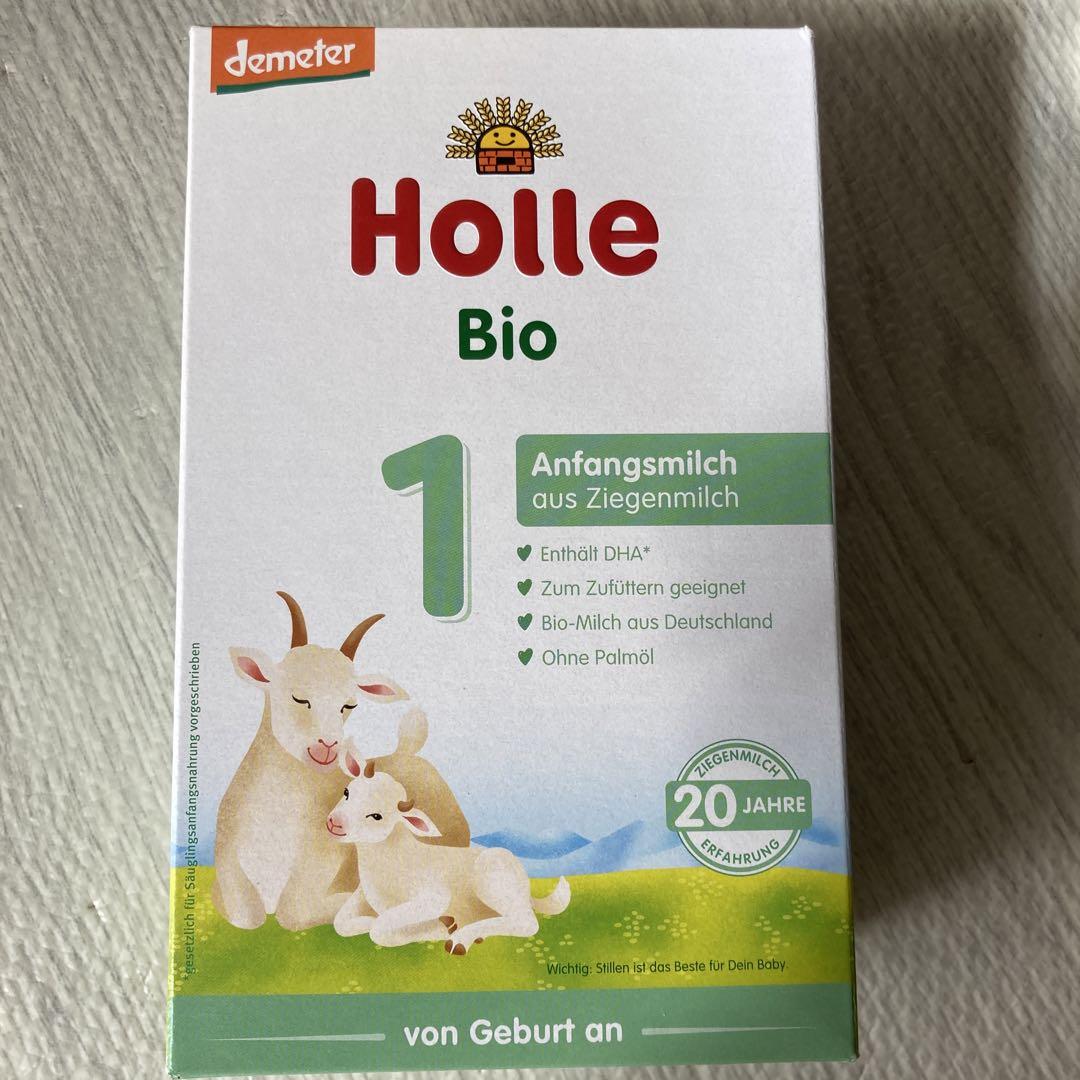 demeter
Holle
Bio
1
Anfangsmilch
aus Ziegenmilch
Enthält DHA*
Zum Zufüttern geeignet
Bio-Milch aus Deutschland
Ohne Palmöl
*gesetzlich für Säuglingsanfangsnahrung vorgeschrieben
ZIEGENMILCH
20 JAHRE
ERFAHRUNG
Wichtig: Stillen ist das Beste für Dein Baby.
von Geburt an